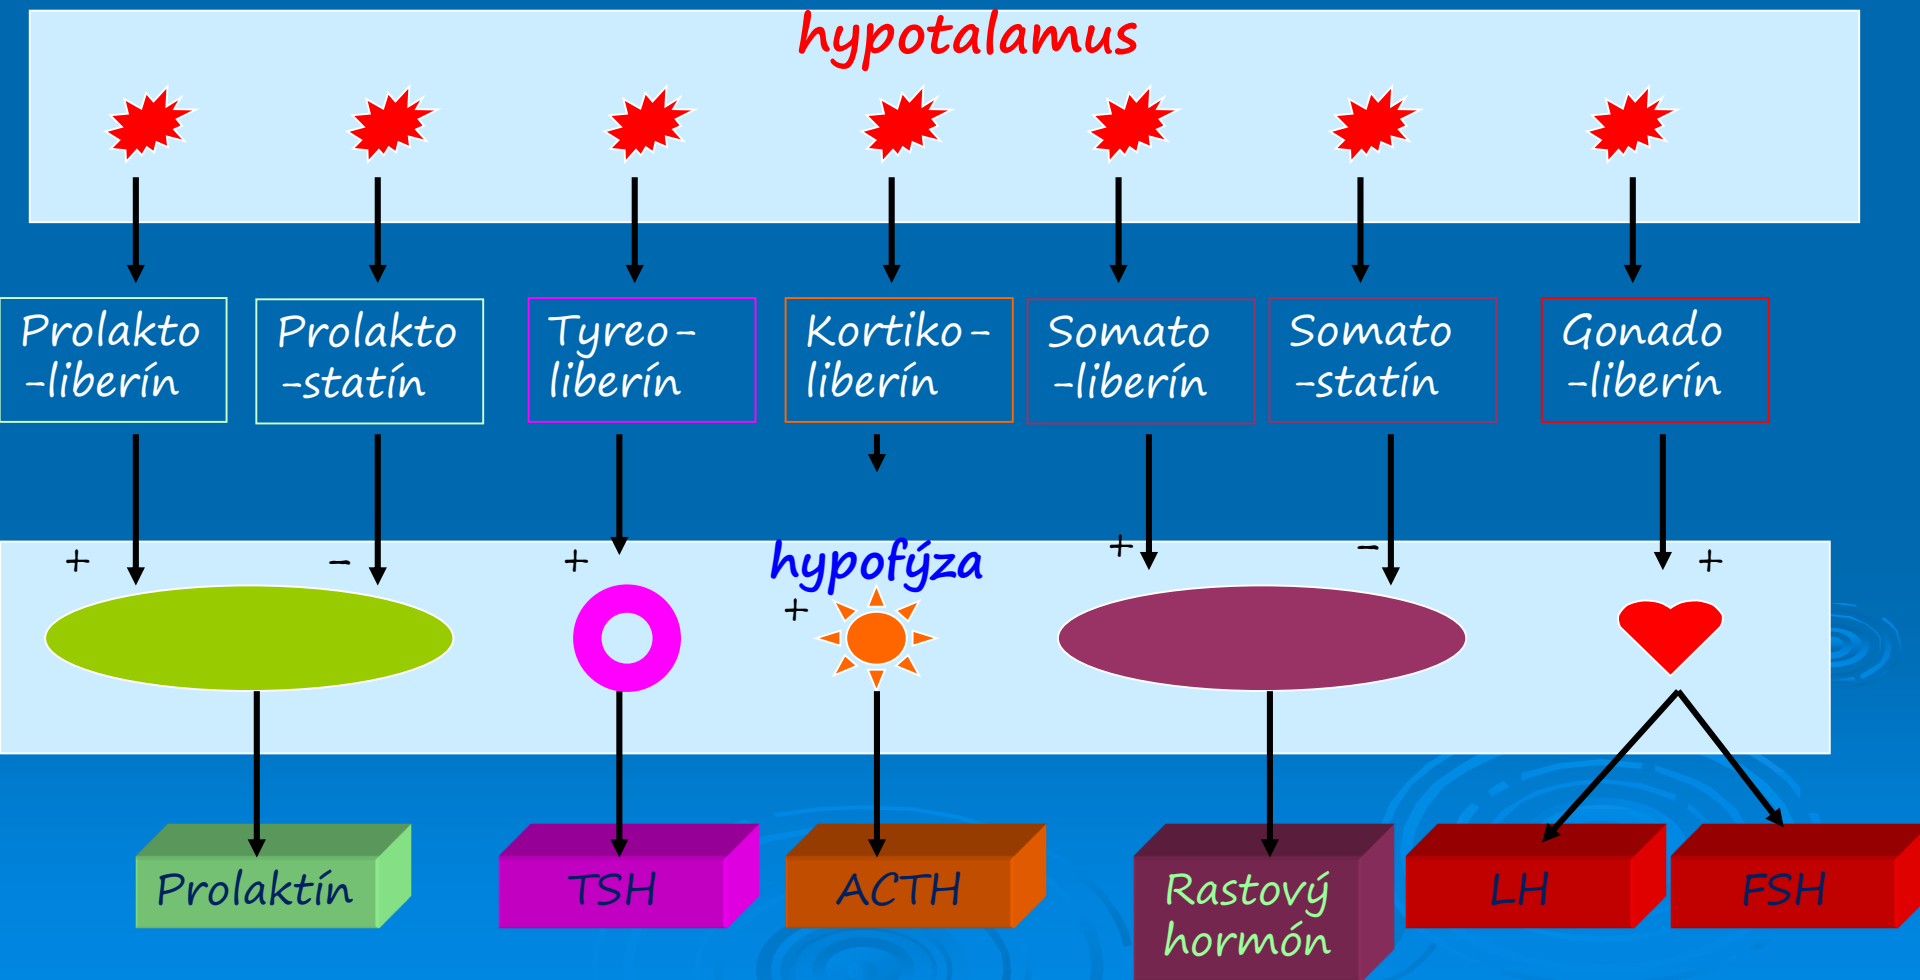 hypotalamus
Prolakto
-liberín
Prolakto
-statín
Tyreo-
liberín
Kortiko-
liberín
Somato
-liberín
Somato
-statín
Gonado
-liberín
+
-
+
hypofýza
+
+
-
+
Prolaktín
TSH
ACTH
Rastový
hormón
LH
FSH